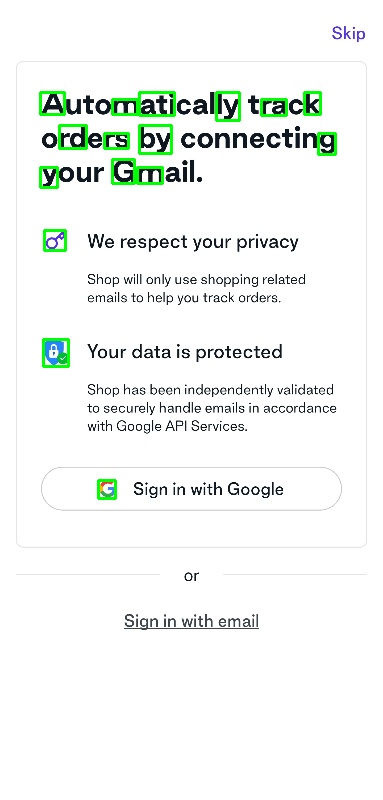 Skip
Automatically track
orders by connecting
your Gmail.
We respect your privacy
Shop will only use shopping related
emails to help you track orders.
Your data is protected
Shop has been independently validated
to securely handle emails in accordance
with Google API Services.
Sign in with Google
or
Sign in with email